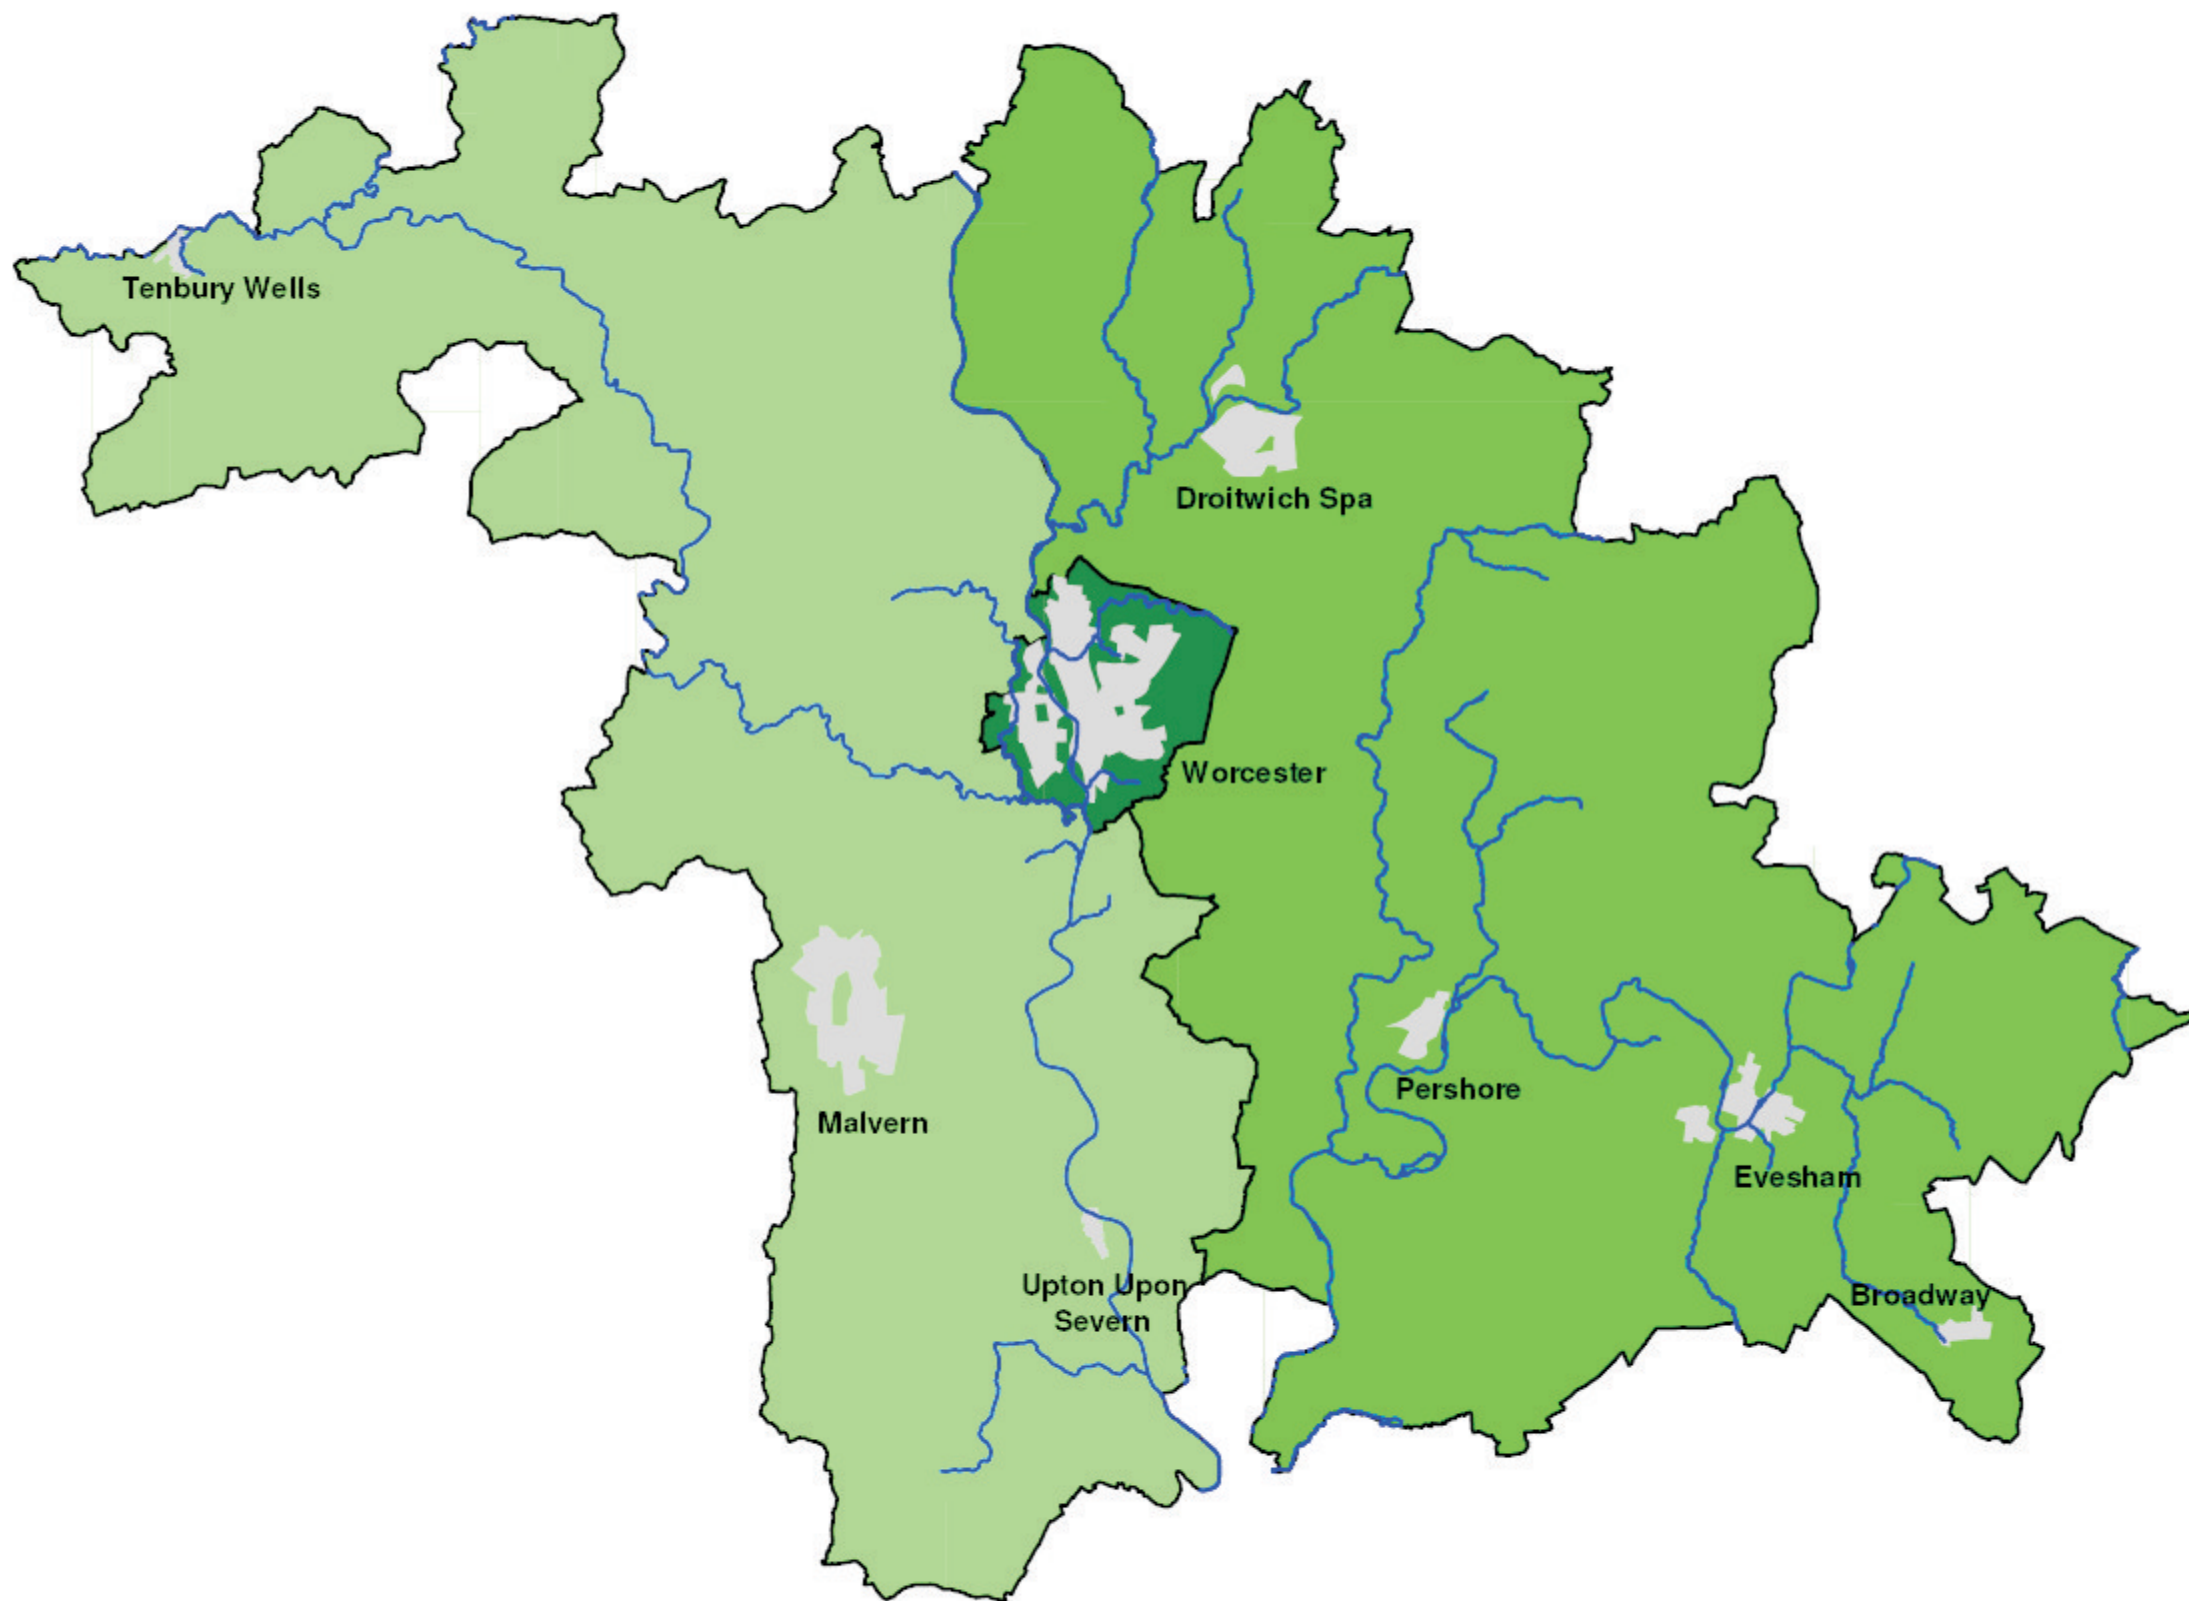 Tenbury Wells
Droitwich Spa
Worcester
Pershore
Malvern
Evesham
Upton Upon
Severn
Broadway